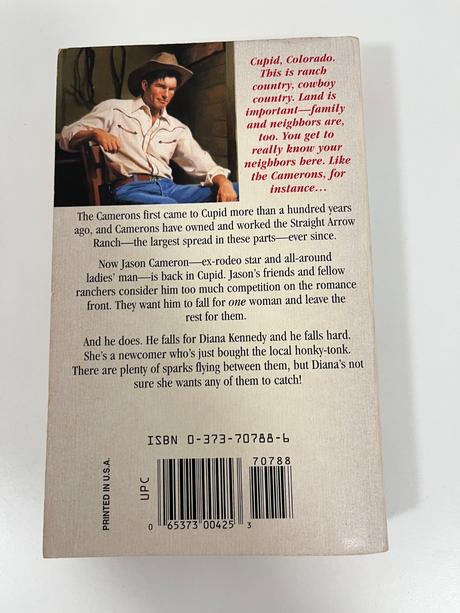 Cupid, Colorado.
This is ranch
country, cowboy
country. Land is
important—family
and neighbors are,
too. You get to
really know your
neighbors here. Like
the Camerons, for
instance…
The Camerons first came to Cupid more than a hundred years
ago, and Camerons have owned and worked the Straight Arrow
Ranch—the largest spread in these parts—ever since.
Now Jason Cameron—ex-rodeo star and all-around
ladies' man—is back in Cupid. Jason's friends and fellow
ranchers consider him too much competition on the romance
front. They want him to fall for one woman and leave the
rest for them.
And he does. He falls for Diana Kennedy and he falls hard.
She's a newcomer who's just bought the local honky-tonk.
There are plenty of sparks flying between them, but Diana's not
sure she wants any of them to catch!
ISBN 0-373-70788-6
PRINTED IN U.S.A.
UPC
70788
0 65373 00425 3